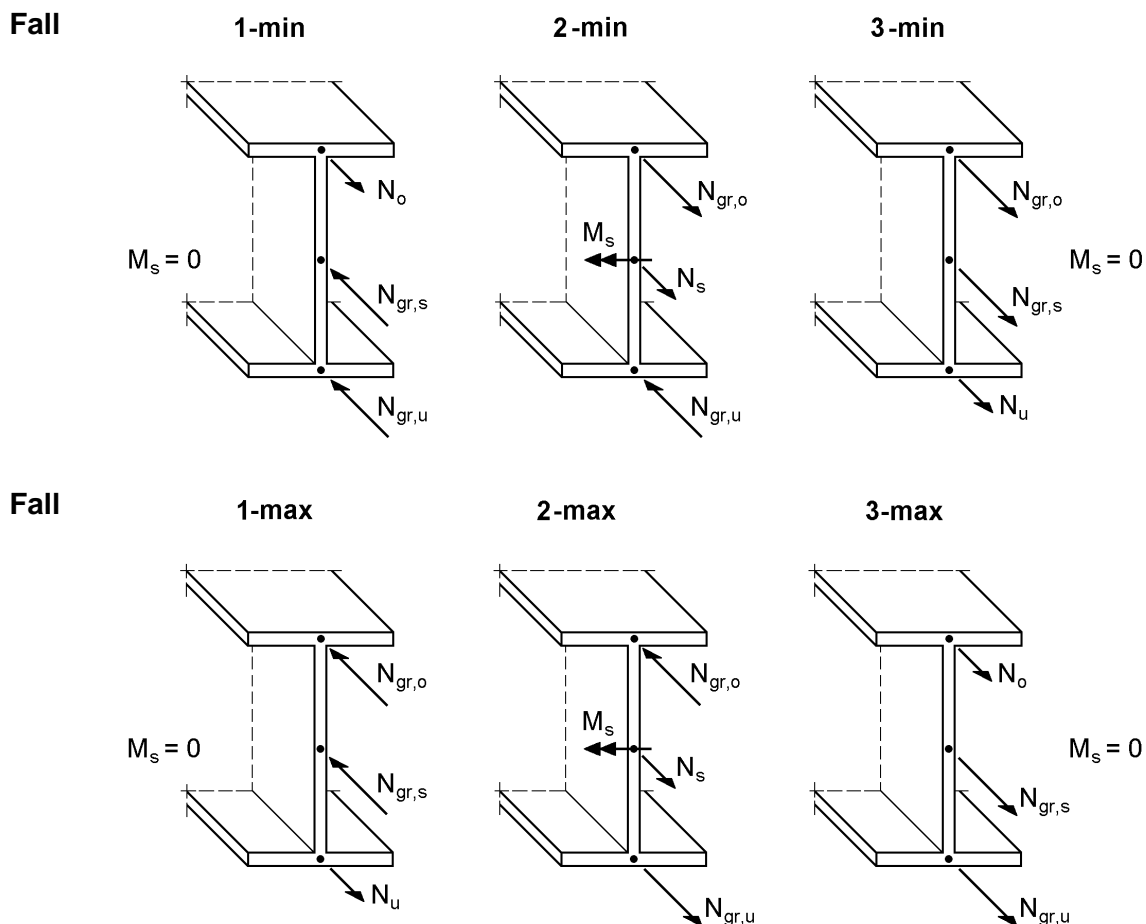 Fall 1-min 2-min 3-min
N_o N_gr,o N_gr,o
M_s = 0 M_s M_s = 0
N_gr,s N_s N_gr,s
N_gr,u N_gr,u N_u
Fall 1-max 2-max 3-max
N_gr,o N_gr,o N_o
M_s = 0 M_s M_s = 0
N_gr,s N_s N_gr,s
N_u N_gr,u N_gr,u